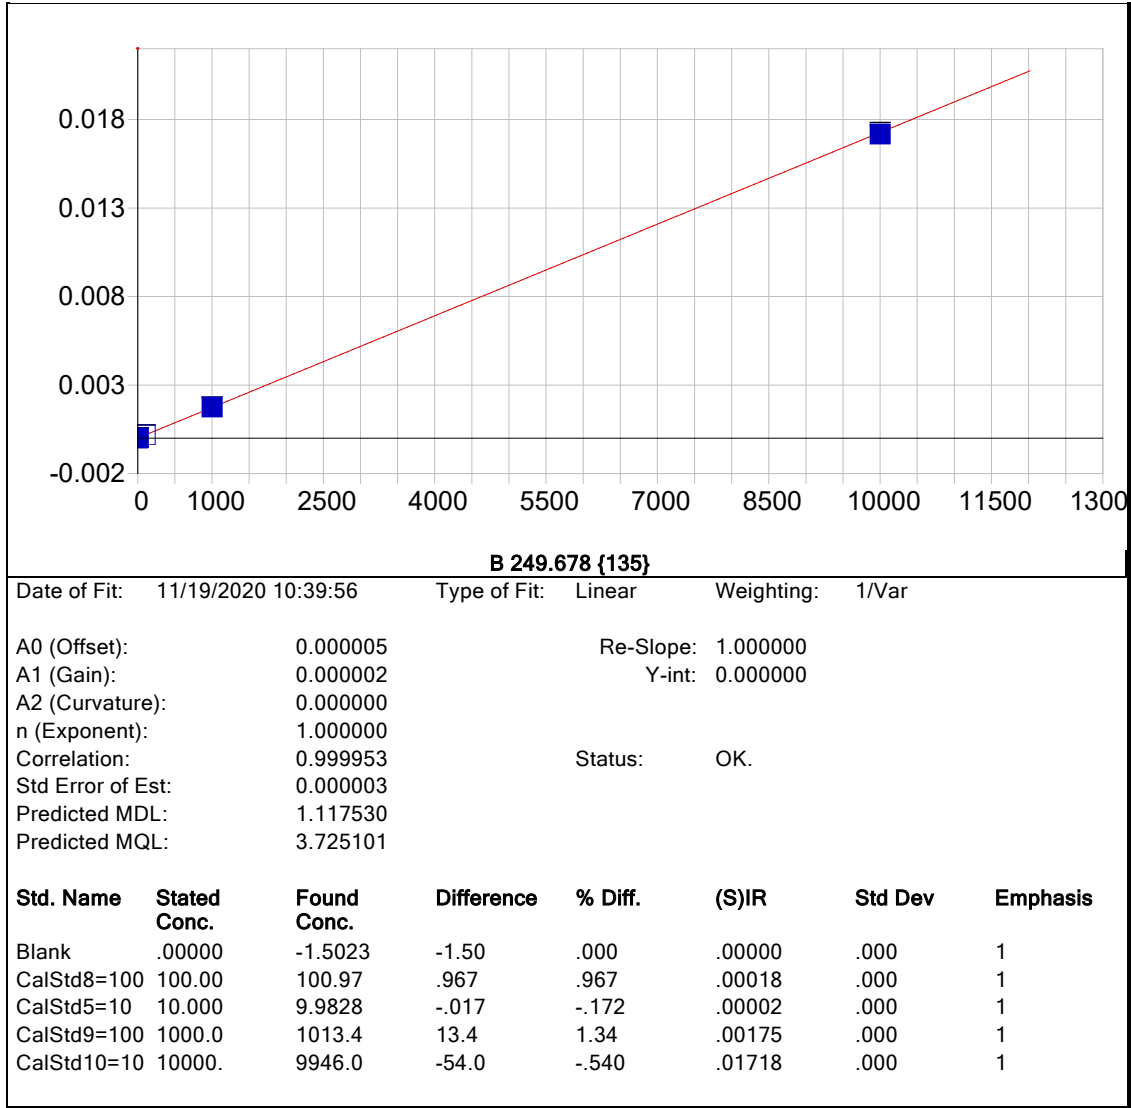 0.018
0.013
0.008
0.003
-0.002
0 1000 2500 4000 5500 7000 8500 10000 11500 1300
B 249.678 {135}
Date of Fit: 11/19/2020 10:39:56 Type of Fit: Linear Weighting: 1/Var
A0 (Offset): 0.000005 Re-Slope: 1.000000
A1 (Gain): 0.000002 Y-int: 0.000000
A2 (Curvature): 0.000000
n (Exponent): 1.000000
Correlation: 0.999953 Status: OK.
Std Error of Est: 0.000003
Predicted MDL: 1.117530
Predicted MQL: 3.725101
Std. Name Stated Found Difference % Diff. (S)IR Std Dev Emphasis
Conc. Conc.
Blank .00000 -1.5023 -1.50 .000 .00000 .000 1
CalStd8=100 100.00 100.97 .967 .967 .00018 .000 1
CalStd5=10 10.000 9.9828 -.017 -.172 .00002 .000 1
CalStd9=100 1000.0 1013.4 13.4 1.34 .00175 .000 1
CalStd10=10 10000. 9946.0 -54.0 -.540 .01718 .000 1